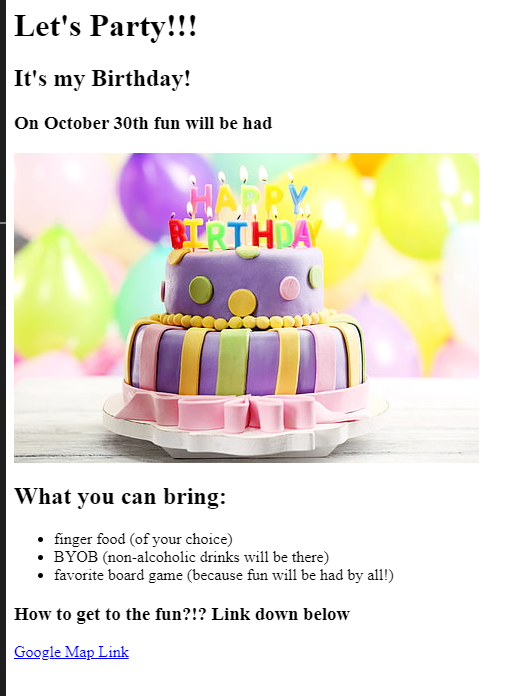 Let's Party!!!
It's my Birthday!
On October 30th fun will be had
HAPPY
BIRTHDAY
What you can bring:
finger food (of your choice)
BYOB (non-alcoholic drinks will be there)
favorite board game (because fun will be had by all!)
How to get to the fun?!? Link down below
Google Map Link